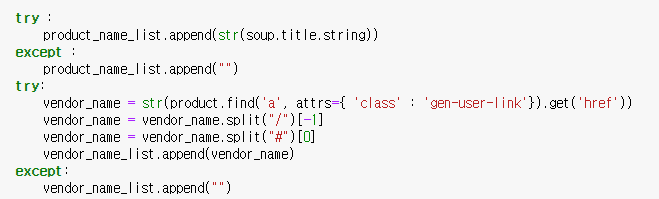 try :
    product_name_list.append(str(soup.title.string))
except :
    product_name_list.append("")
try:
    vendor_name = str(product.find('a', attrs={ 'class' : 'gen-user-link'}).get('href'))
    vendor_name = vendor_name.split("/")[-1]
    vendor_name = vendor_name.split("#")[0]
    vendor_name_list.append(vendor_name)
except:
    vendor_name_list.append("")